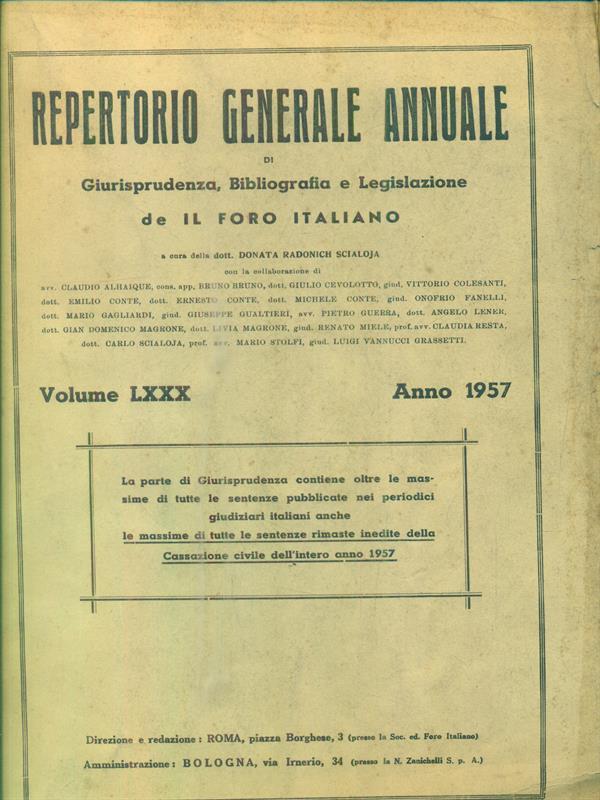 REPERTORIO GENERALE ANNUALE
DI
Giurisprudenza, Bibliografia e Legislazione
de IL FORO ITALIANO
a cura della dott. DONATA RADONICH SCIALOJA
con la collaborazione di
avv. CLAUDIO ALHAIQUE, cons. app. BRUNO BRUNO, dott. GIULIO CEVOLOTTO, giud. VITTORIO COLESANTI,
dott. EMILIO CONTE, dott. ERNESTO CONTE, dott. MICHELE CONTE, giud. ONOFRIO FANELLI,
dott. MARIO GAGLIARDI, giud. GIUSEPPE GUALTIERI, avv. PIETRO GUERRA, dott. ANGELO LENER,
dott. GIAN DOMENICO MAGRONE, dott. LIVIA MAGRONE, giud. RENATO MIELE, prof. avv. CLAUDIA RESTA,
dott. CARLO SCIALOJA, prof. avv. MARIO STOLFI, giud. LUIGI VANNUCCI GRASSETTI.
Volume LXXX Anno 1957
La parte di Giurisprudenza contiene oltre le mas-
sime di tutte le sentenze pubblicate nei periodici
giudiziari italiani anche
le massime di tutte le sentenze rimaste inedite della
Cassazione civile dell'intero anno 1957
Direzione e redazione : ROMA, piazza Borghese, 3 (presso la Soc. ed. Foro Italiano)
Amministrazione : BOLOGNA, via Irnerio, 34 (presso la N. Zanichelli S. p. A.)